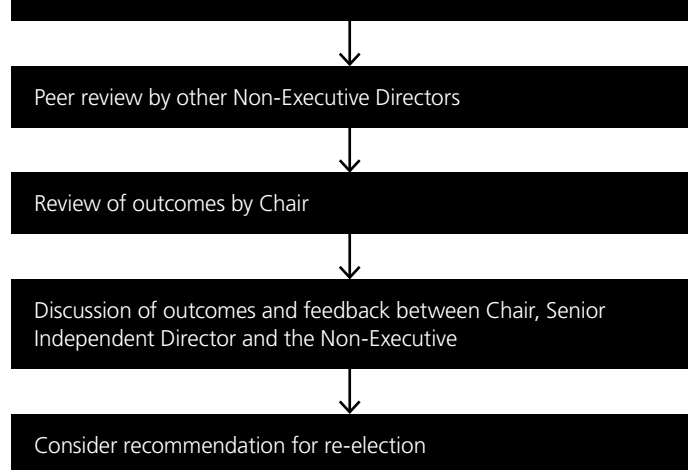 Peer review by other Non-Executive Directors
Review of outcomes by Chair
Discussion of outcomes and feedback between Chair, Senior
Independent Director and the Non-Executive
Consider recommendation for re-election